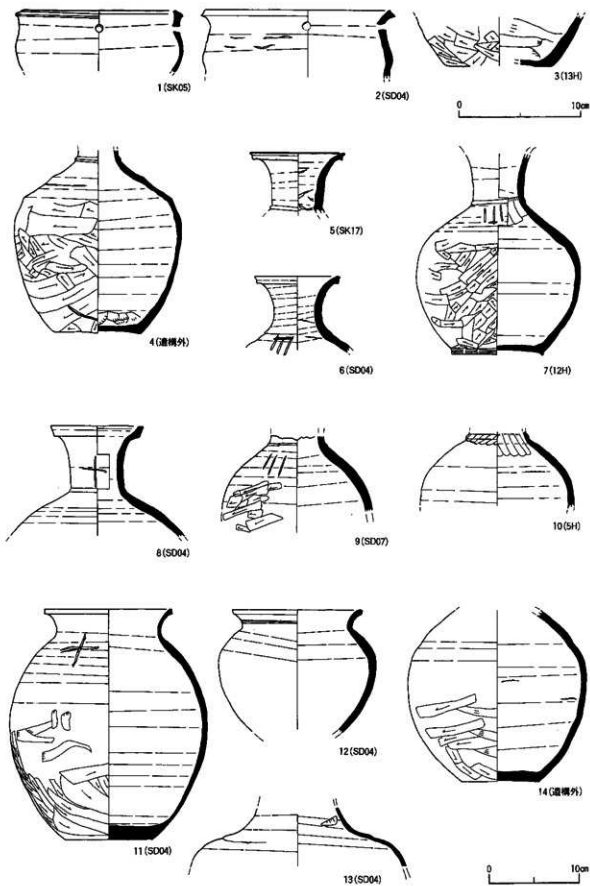 1(SK05)
2(SD04)
3(13H)
0 10cm
4(遺構外)
5(SK17)
6(SD04)
7(12H)
8(SD04)
9(SD07)
10(5H)
11(SD04)
12(SD04)
13(SD04)
14(遺構外)
0 10cm